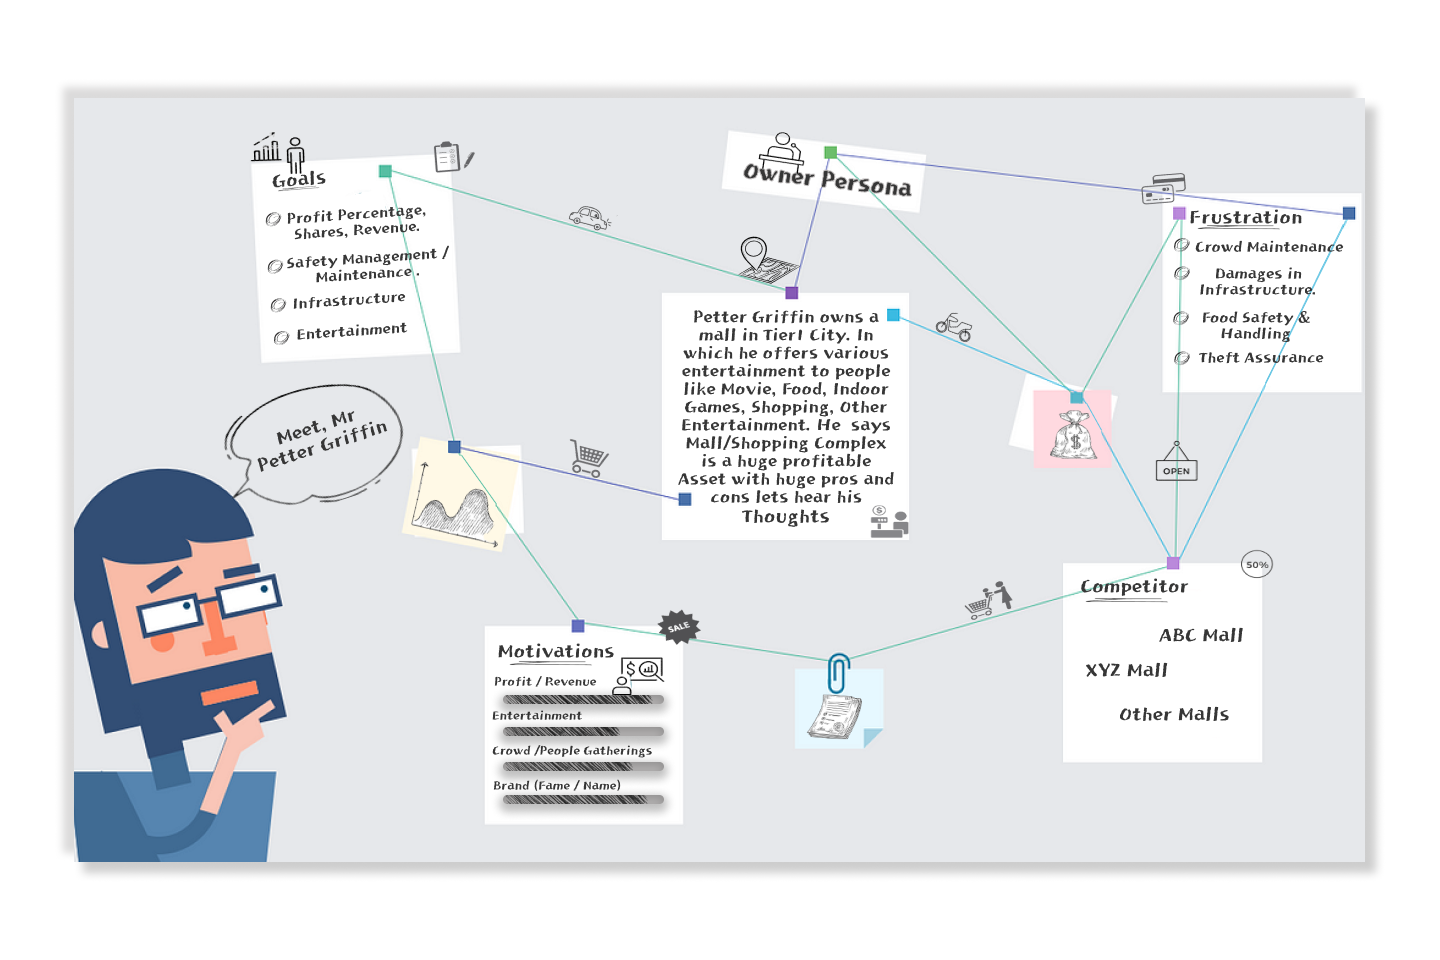 Goals
Profit Percentage,
Shares, Revenue.
Safety Management /
Maintenance .
Infrastructure
Entertainment
Meet, Mr
Petter Griffin
Owner Persona
Petter Griffin owns a
mall in Tier1 City. In
which he offers various
entertainment to people
like Movie, Food, Indoor
Games, Shopping, Other
Entertainment. He says
Mall/Shopping Complex
is a huge profitable
Asset with huge pros and
cons lets hear his
Thoughts
$
Frustration
Crowd Maintenance
Damages in
Infrastructure.
Food Safety &
Handling
Theft Assurance
$
OPEN
Motivations
SALE
$
Profit / Revenue
Entertainment
Crowd /People Gatherings
Brand (Fame / Name)
50%
Competitor
ABC Mall
XYZ Mall
Other Malls